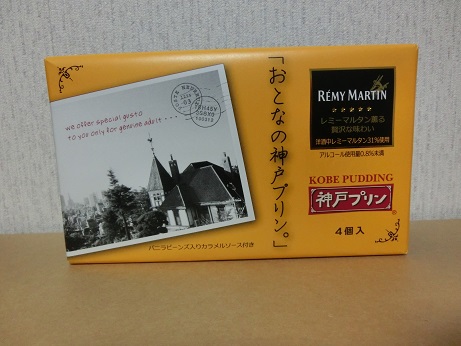 we offer special gusto
to you only for genuine adult ・・・
「おとなの神戸プリン。」
バニラビーンズ入りカラメルソース付き
RÉMY MARTIN
レミーマルタン薫る
贅沢な味わい
洋酒中レミーマルタン31%使用
アルコール使用量0.8%未満
KOBE PUDDING
神戸プリン
®
4個入